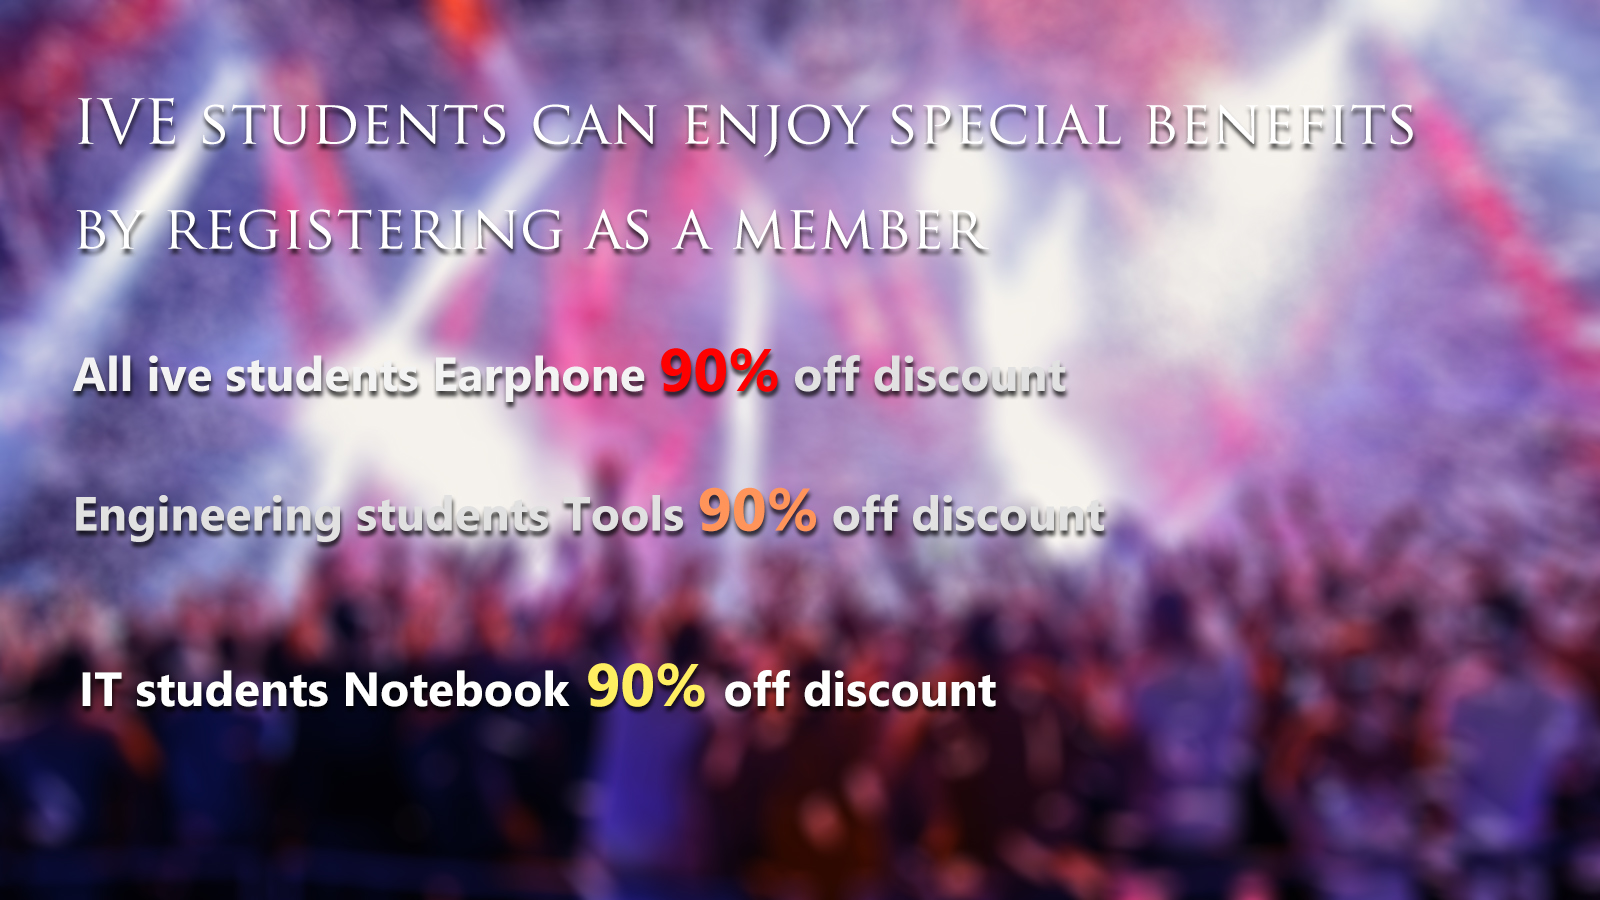 IVE STUDENTS CAN ENJOY SPECIAL BENEFITS
BY REGISTERING AS A MEMBER
All ive students Earphone 90% off discount
Engineering students Tools 90% off discount
IT students Notebook 90% off discount